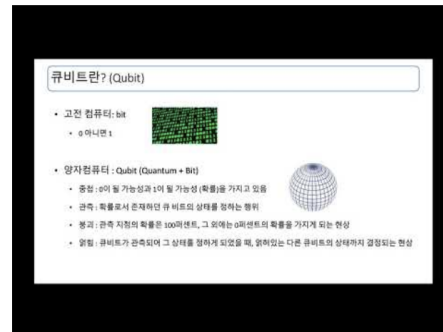 큐비트란? (Qubit)
• 고전 컴퓨터: bit
• 0 아니면 1
• 양자컴퓨터 : Qubit (Quantum + Bit)
• 중첩 : 0이 될 가능성과 1이 될 가능성 (확률)을 가지고 있음
• 관측 : 확률로서 존재하던 큐 비트의 상태를 정하는 행위
• 붕괴 : 관측 지점의 확률은 100퍼센트, 그 외에는 0퍼센트의 확률을 가지게 되는 현상
• 얽힘 : 큐비트가 관측되며 그 상태를 정하게 되었을 때, 얽혀있는 다른 큐비트의 상태까지 결정되는 현상